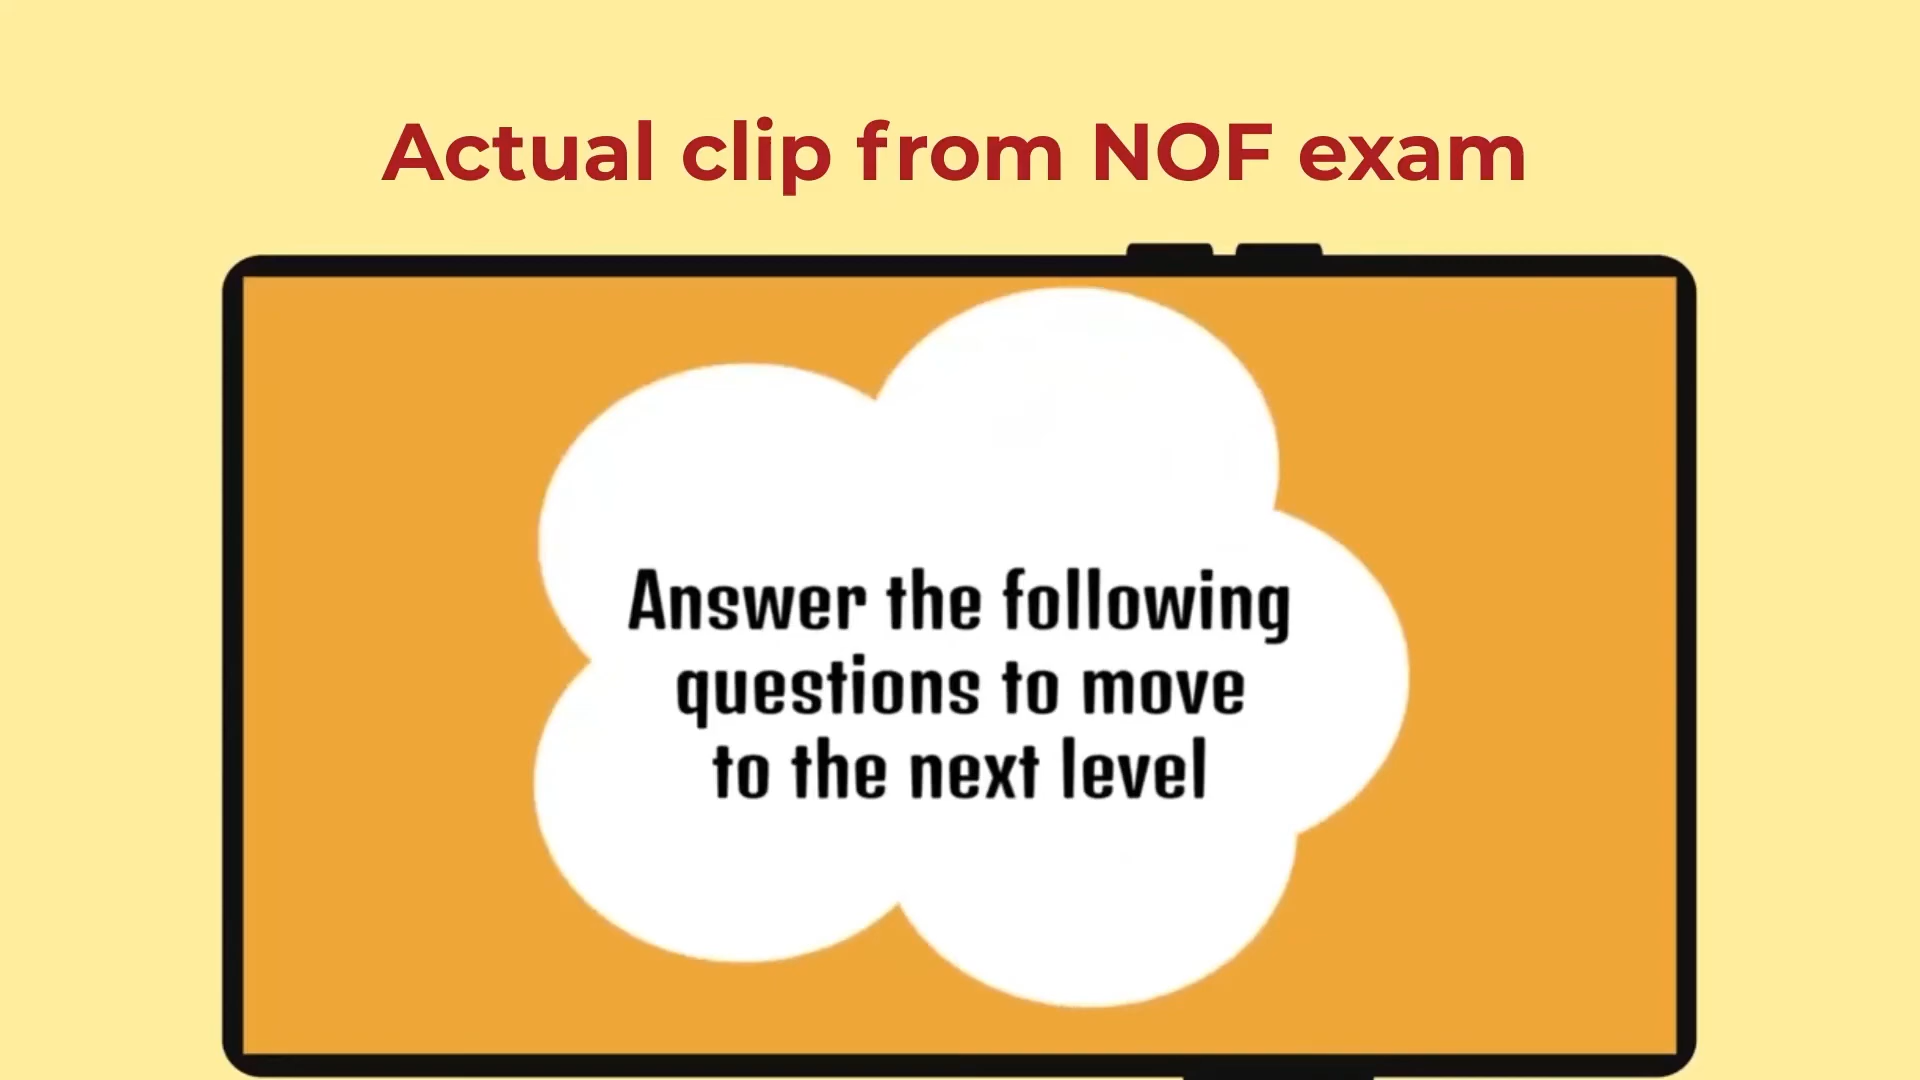 Actual clip from NOF exam
Answer the following
questions to move
to the next level